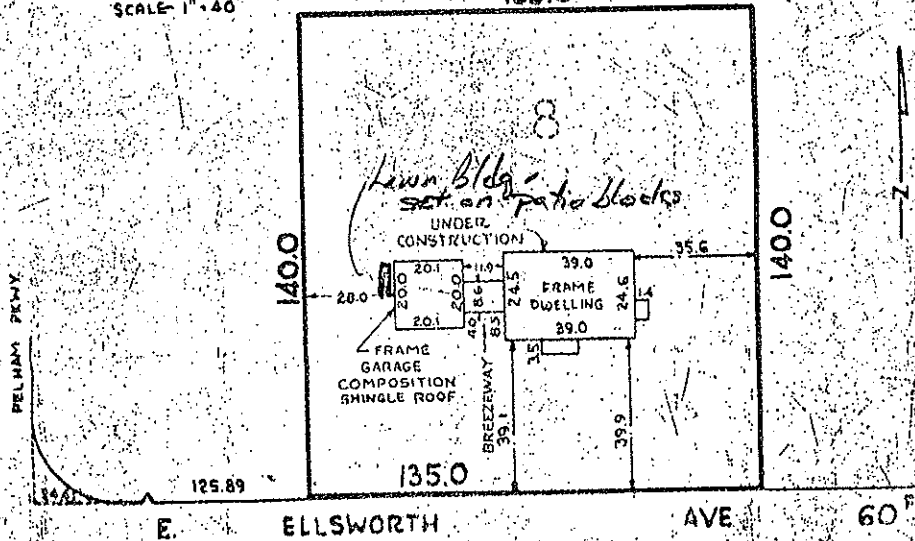 SCALE- 1"=40
8
Lawn Bldg -
set on patio blocks
UNDER
CONSTRUCTION
35.6
140.0
140.0
N
20.1
11.9
39.0
20.0
20.0
20.0
8.6
24.5
FRAME
DWELLING
24.6
1.4
20.1
4.0
8.5
39.0
3.5
FRAME
GARAGE
COMPOSITION
SHINGLE ROOF
BREEZEWAY
39.1
39.9
PELHAM PKWY.
125.89
135.0
E. ELLSWORTH AVE. 60